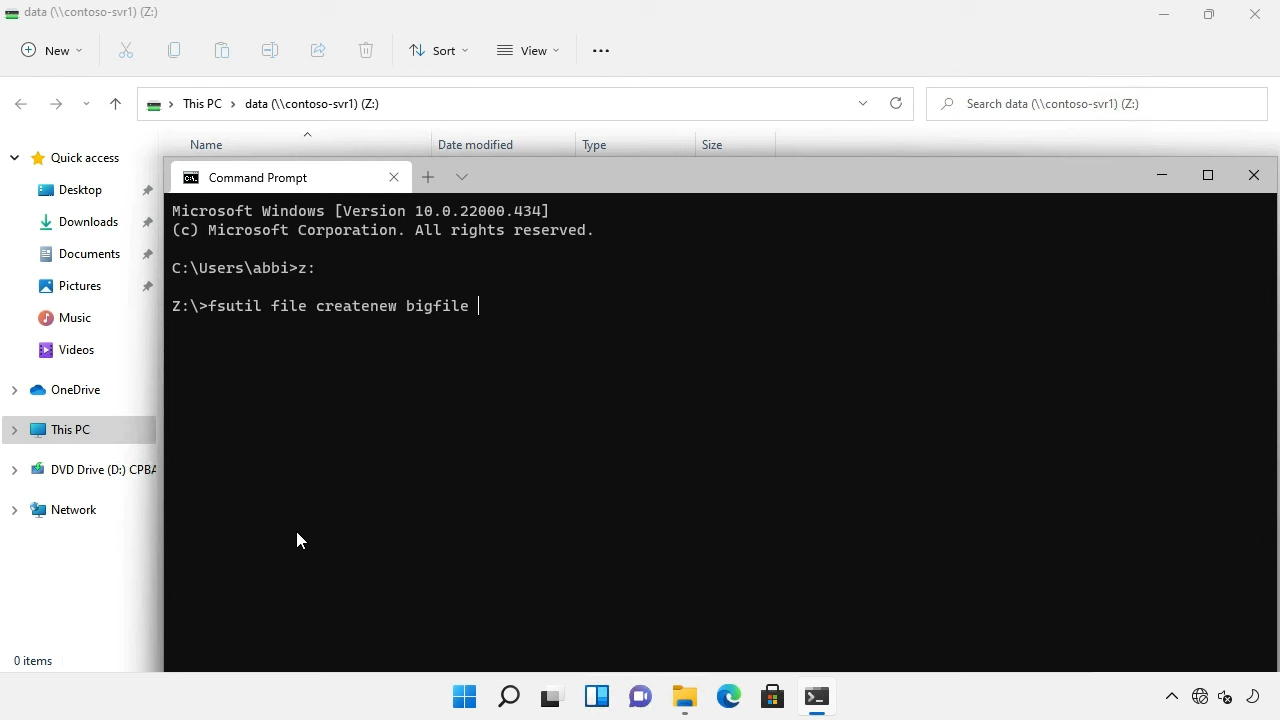 data (\\contoso-svr1) (Z:)
New
Sort
View
This PC > data (\\contoso-svr1) (Z:)
Search data (\\contoso-svr1) (Z:)
Name
Date modified
Type
Size
Quick access
Desktop
Downloads
Documents
Pictures
Music
Videos
OneDrive
This PC
DVD Drive (D:) CPBA
Network
0 items
Command Prompt
Microsoft Windows [Version 10.0.22000.434]
(c) Microsoft Corporation. All rights reserved.
C:\Users\abbi>z:
Z:\>fsutil file createnew bigfile